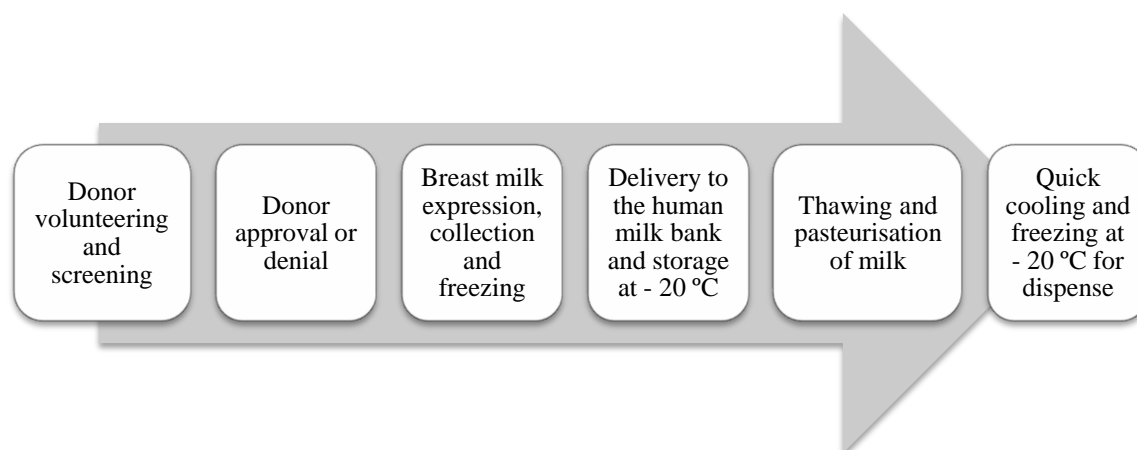 Donor
volunteering
and
screening
Donor
approval or
denial
Breast milk
expression,
collection
and
freezing
Delivery to
the human
milk bank
and storage
at - 20 ºC
Thawing and
pasteurisation
of milk
Quick
cooling and
freezing at
- 20 ºC for
dispense